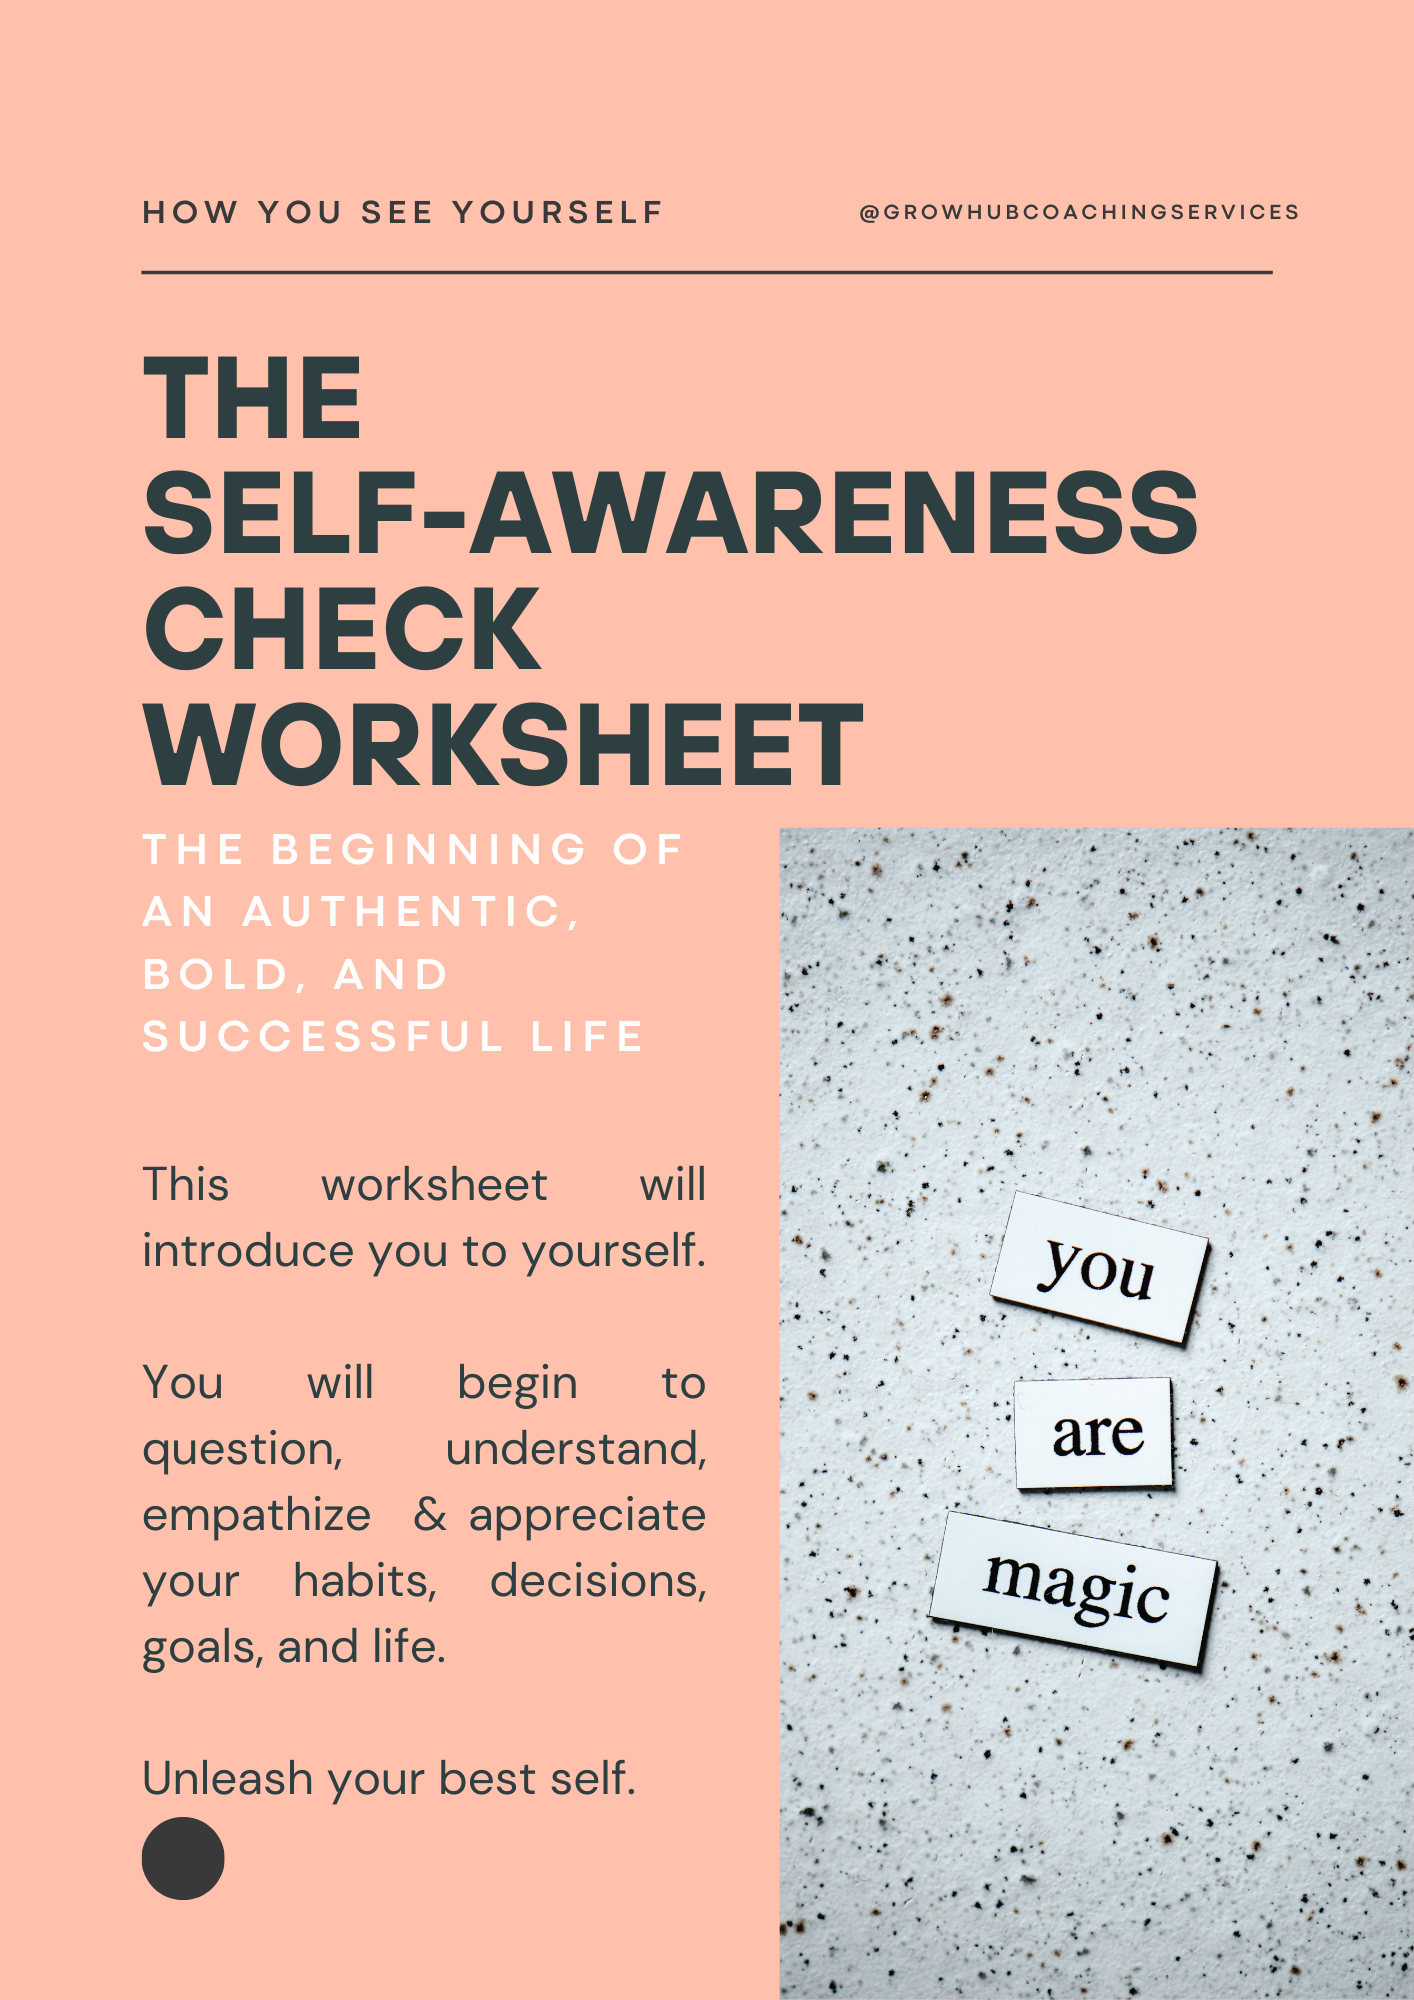 HOW YOU SEE YOURSELF
@GROWHUBCOACHINGSERVICES
THE
SELF-AWARENESS
CHECK
WORKSHEET
THE BEGINNING OF
AN AUTHENTIC,
BOLD, AND
SUCCESSFUL LIFE
This worksheet will
introduce you to yourself.
You will begin to
question, understand,
empathize & appreciate
your habits, decisions,
goals, and life.
Unleash your best self.
you
are
magic